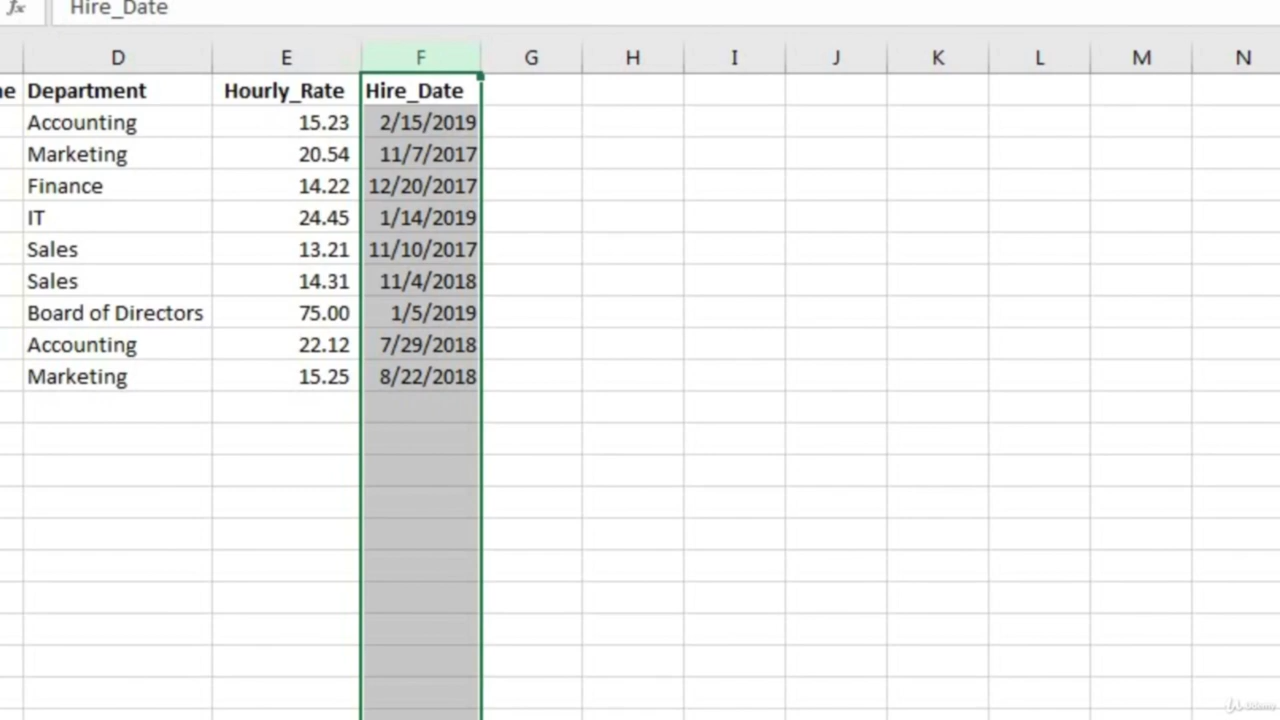 fx Hire_Date
D E F G H I J K L M N
e Department Hourly_Rate Hire_Date
Accounting 15.23 2/15/2019
Marketing 20.54 11/7/2017
Finance 14.22 12/20/2017
IT 24.45 1/14/2019
Sales 13.21 11/10/2017
Sales 14.31 11/4/2018
Board of Directors 75.00 1/5/2019
Accounting 22.12 7/29/2018
Marketing 15.25 8/22/2018
Udemy